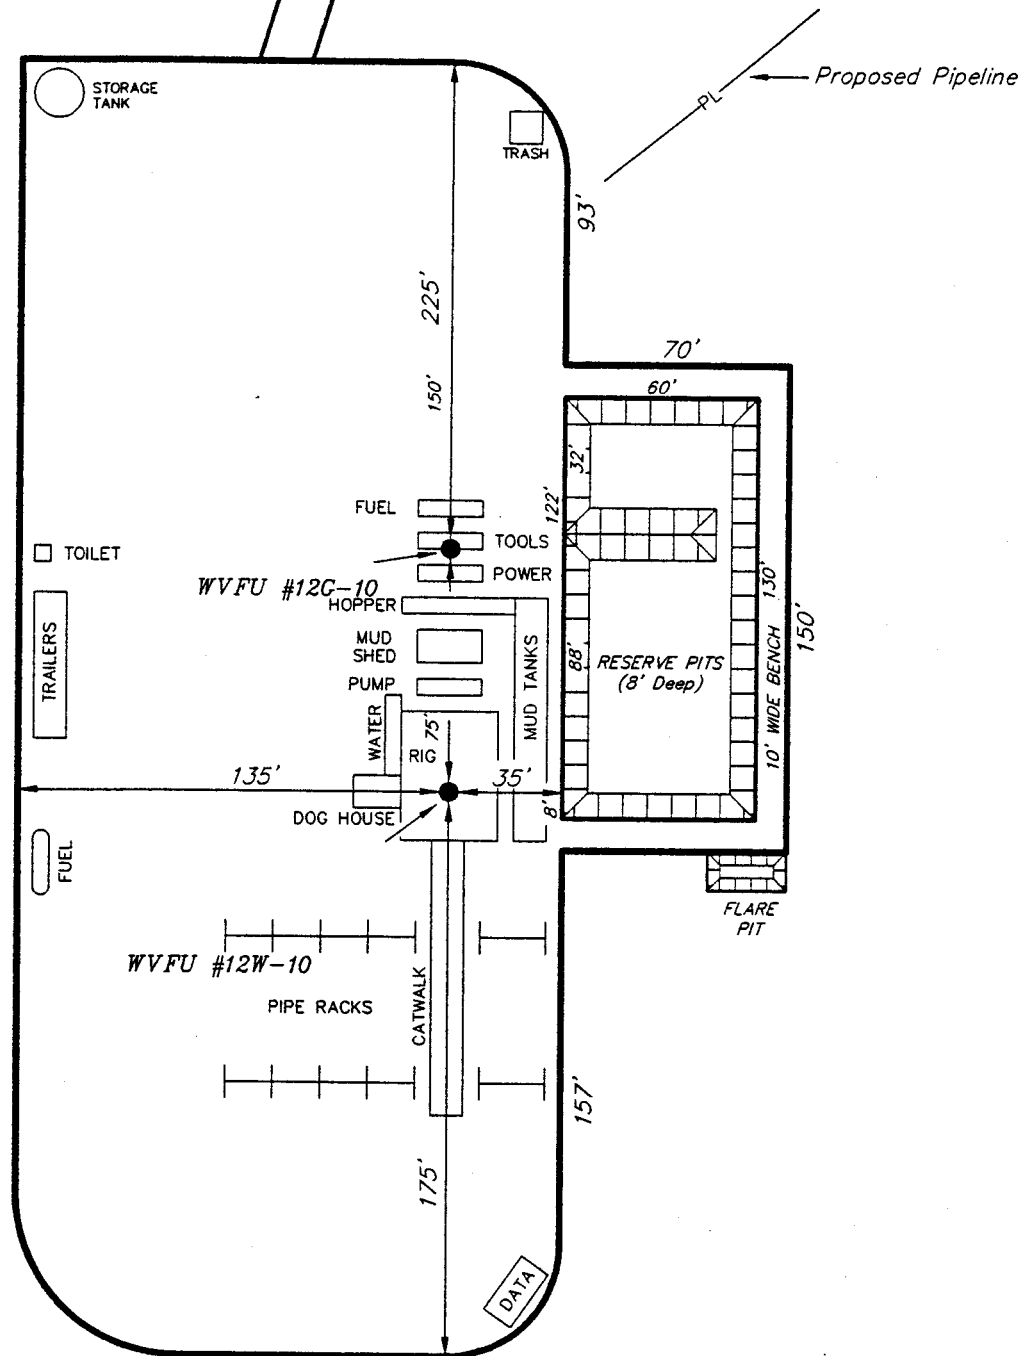 Proposed Pipeline
PL
STORAGE
TANK
TRASH
93'
225'
70'
60'
150'
32'
122'
FUEL
TOOLS
TOILET
POWER
WVFU #12G-10
HOPPER
130'
150'
MUD
SHED
TRAILERS
MUD TANKS
88'
RESERVE PITS
(8' Deep)
10' WIDE BENCH
PUMP
WATER
75'
RIG
135'
35'
8'
DOG HOUSE
FUEL
FLARE
PIT
WVFU #12W-10
PIPE RACKS
CATWALK
157'
175'
DATA